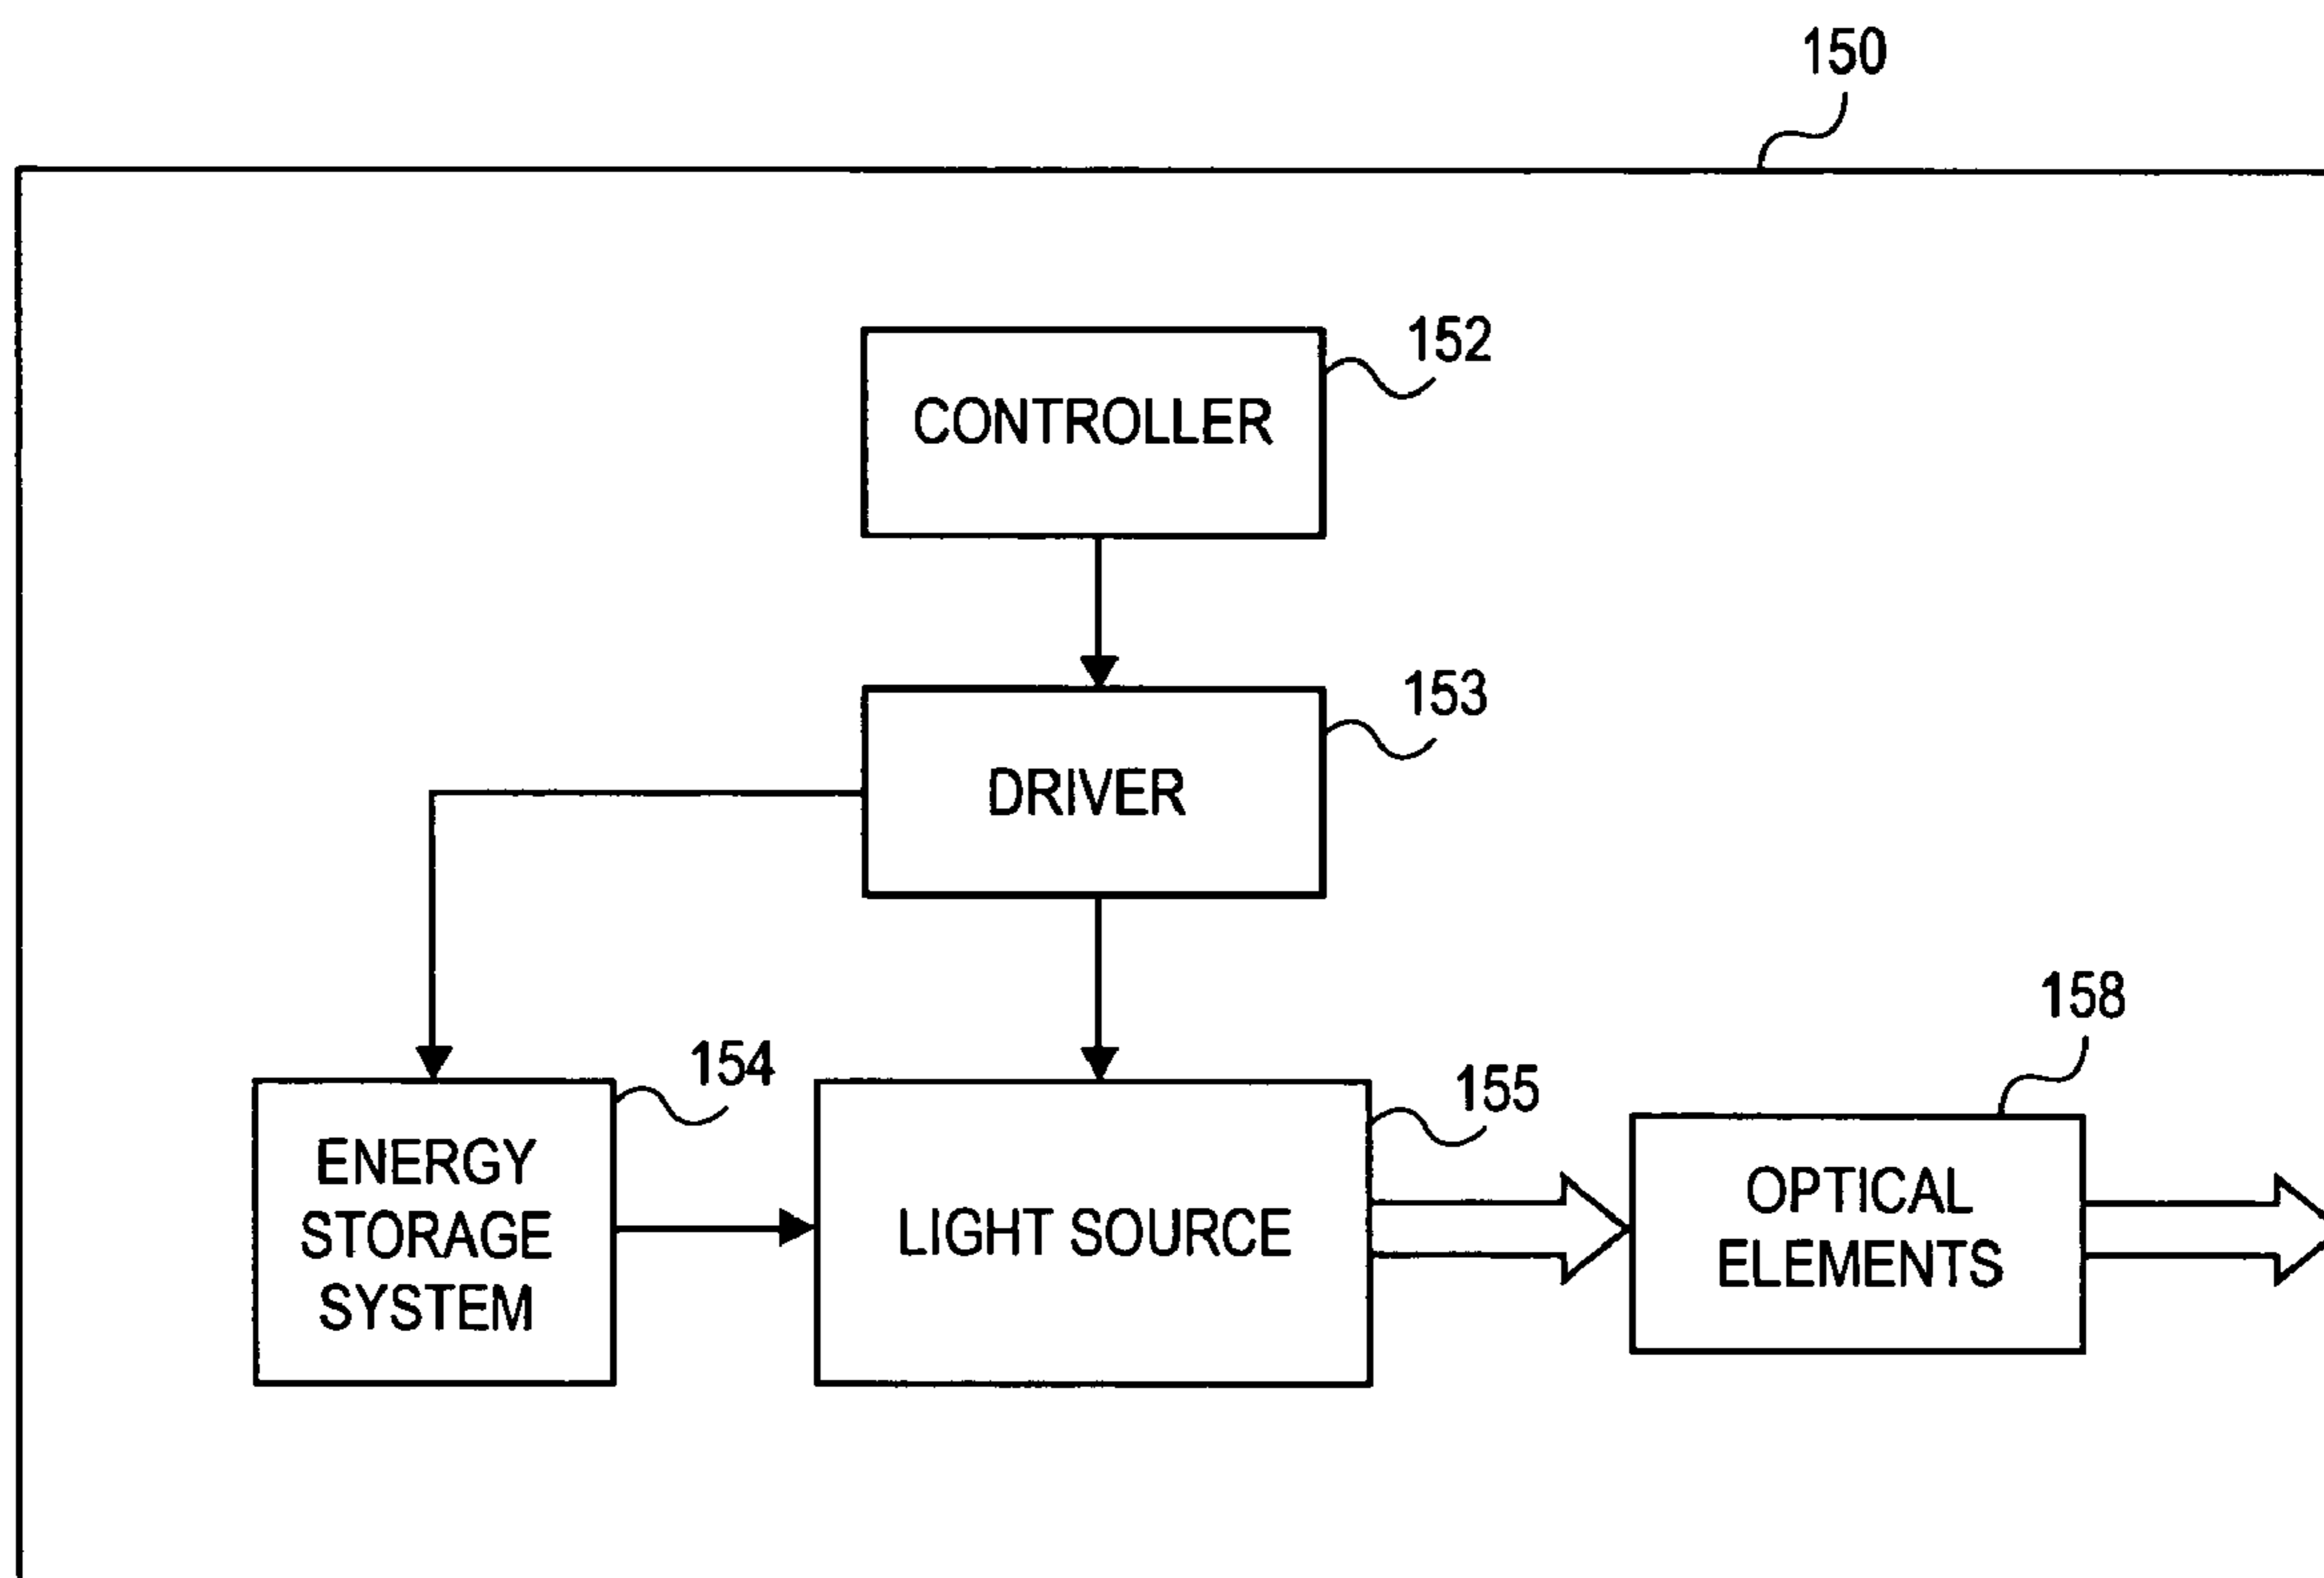 150
152
CONTROLLER
153
DRIVER
158
154
155
ENERGY
STORAGE
SYSTEM
LIGHT SOURCE
OPTICAL
ELEMENTS